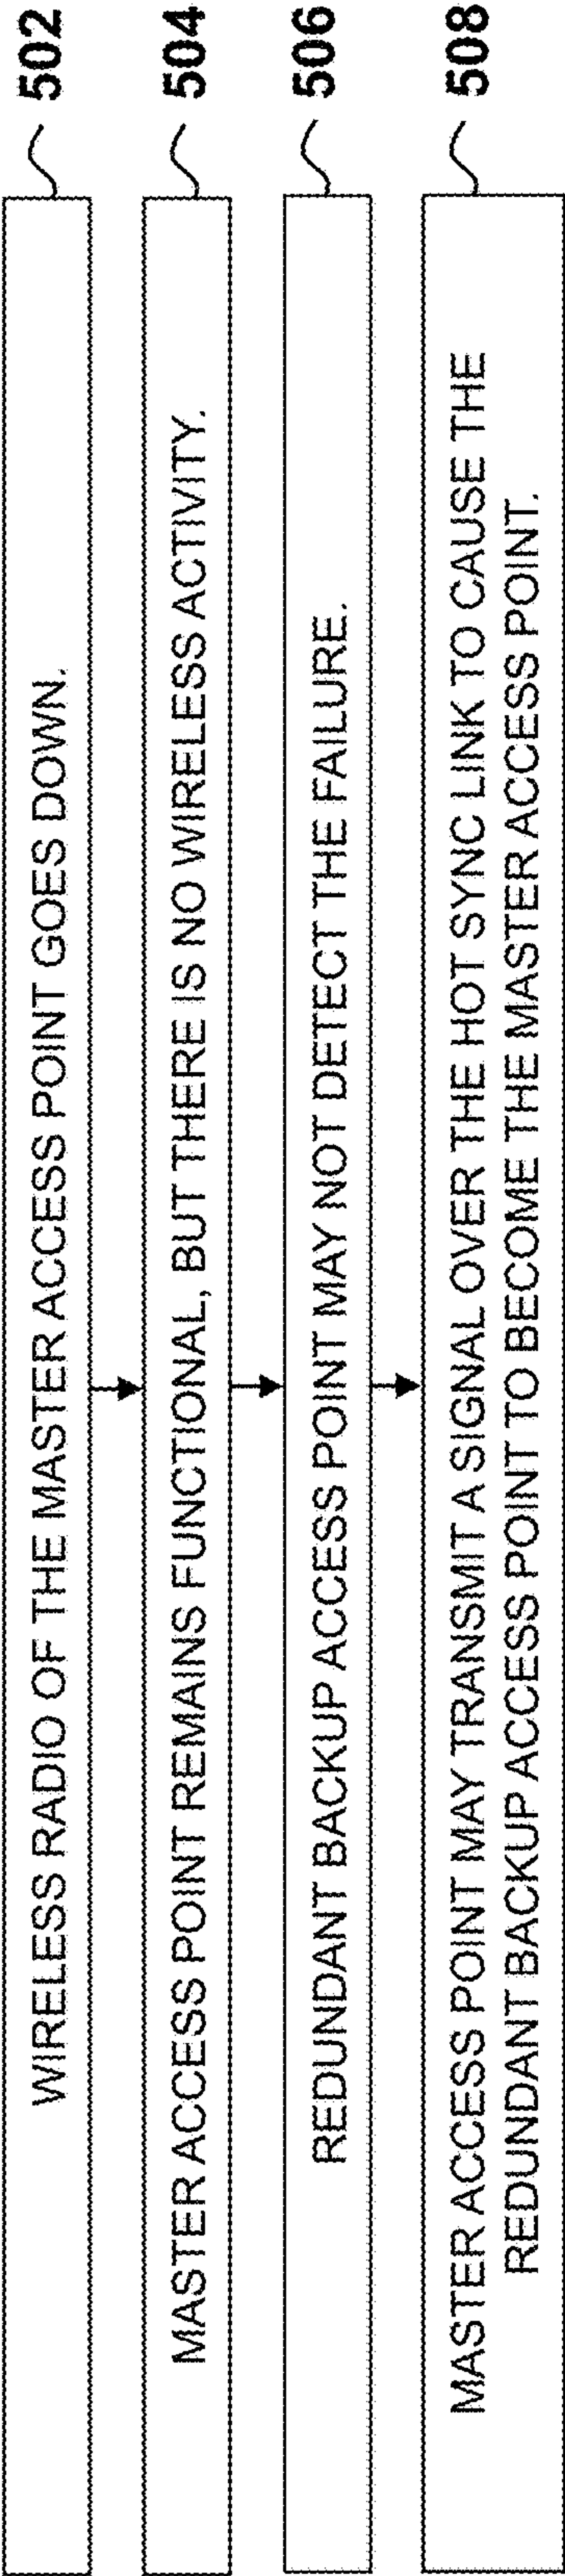 502
WIRELESS RADIO OF THE MASTER ACCESS POINT GOES DOWN.
504
MASTER ACCESS POINT REMAINS FUNCTIONAL, BUT THERE IS NO WIRELESS ACTIVITY.
506
REDUNDANT BACKUP ACCESS POINT MAY NOT DETECT THE FAILURE.
508
MASTER ACCESS POINT MAY TRANSMIT A SIGNAL OVER THE HOT SYNC LINK TO CAUSE THE
REDUNDANT BACKUP ACCESS POINT TO BECOME THE MASTER ACCESS POINT.